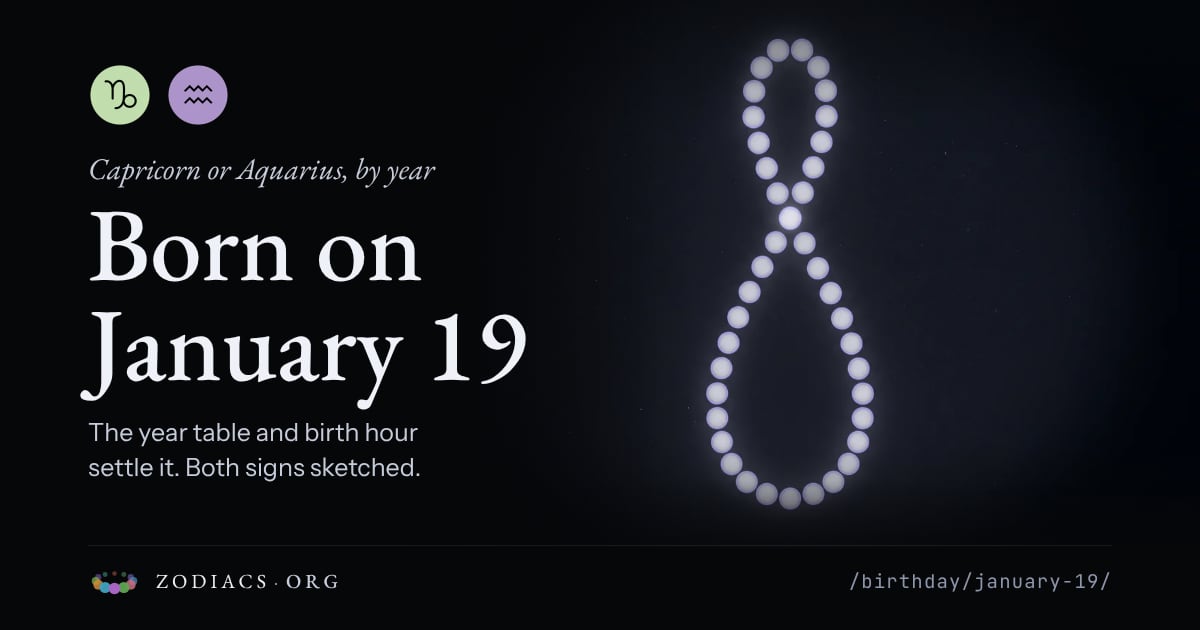 Capricorn or Aquarius, by year
Born on
January 19
The year table and birth hour
settle it. Both signs sketched.
ZODIACS·ORG
/birthday/january-19/